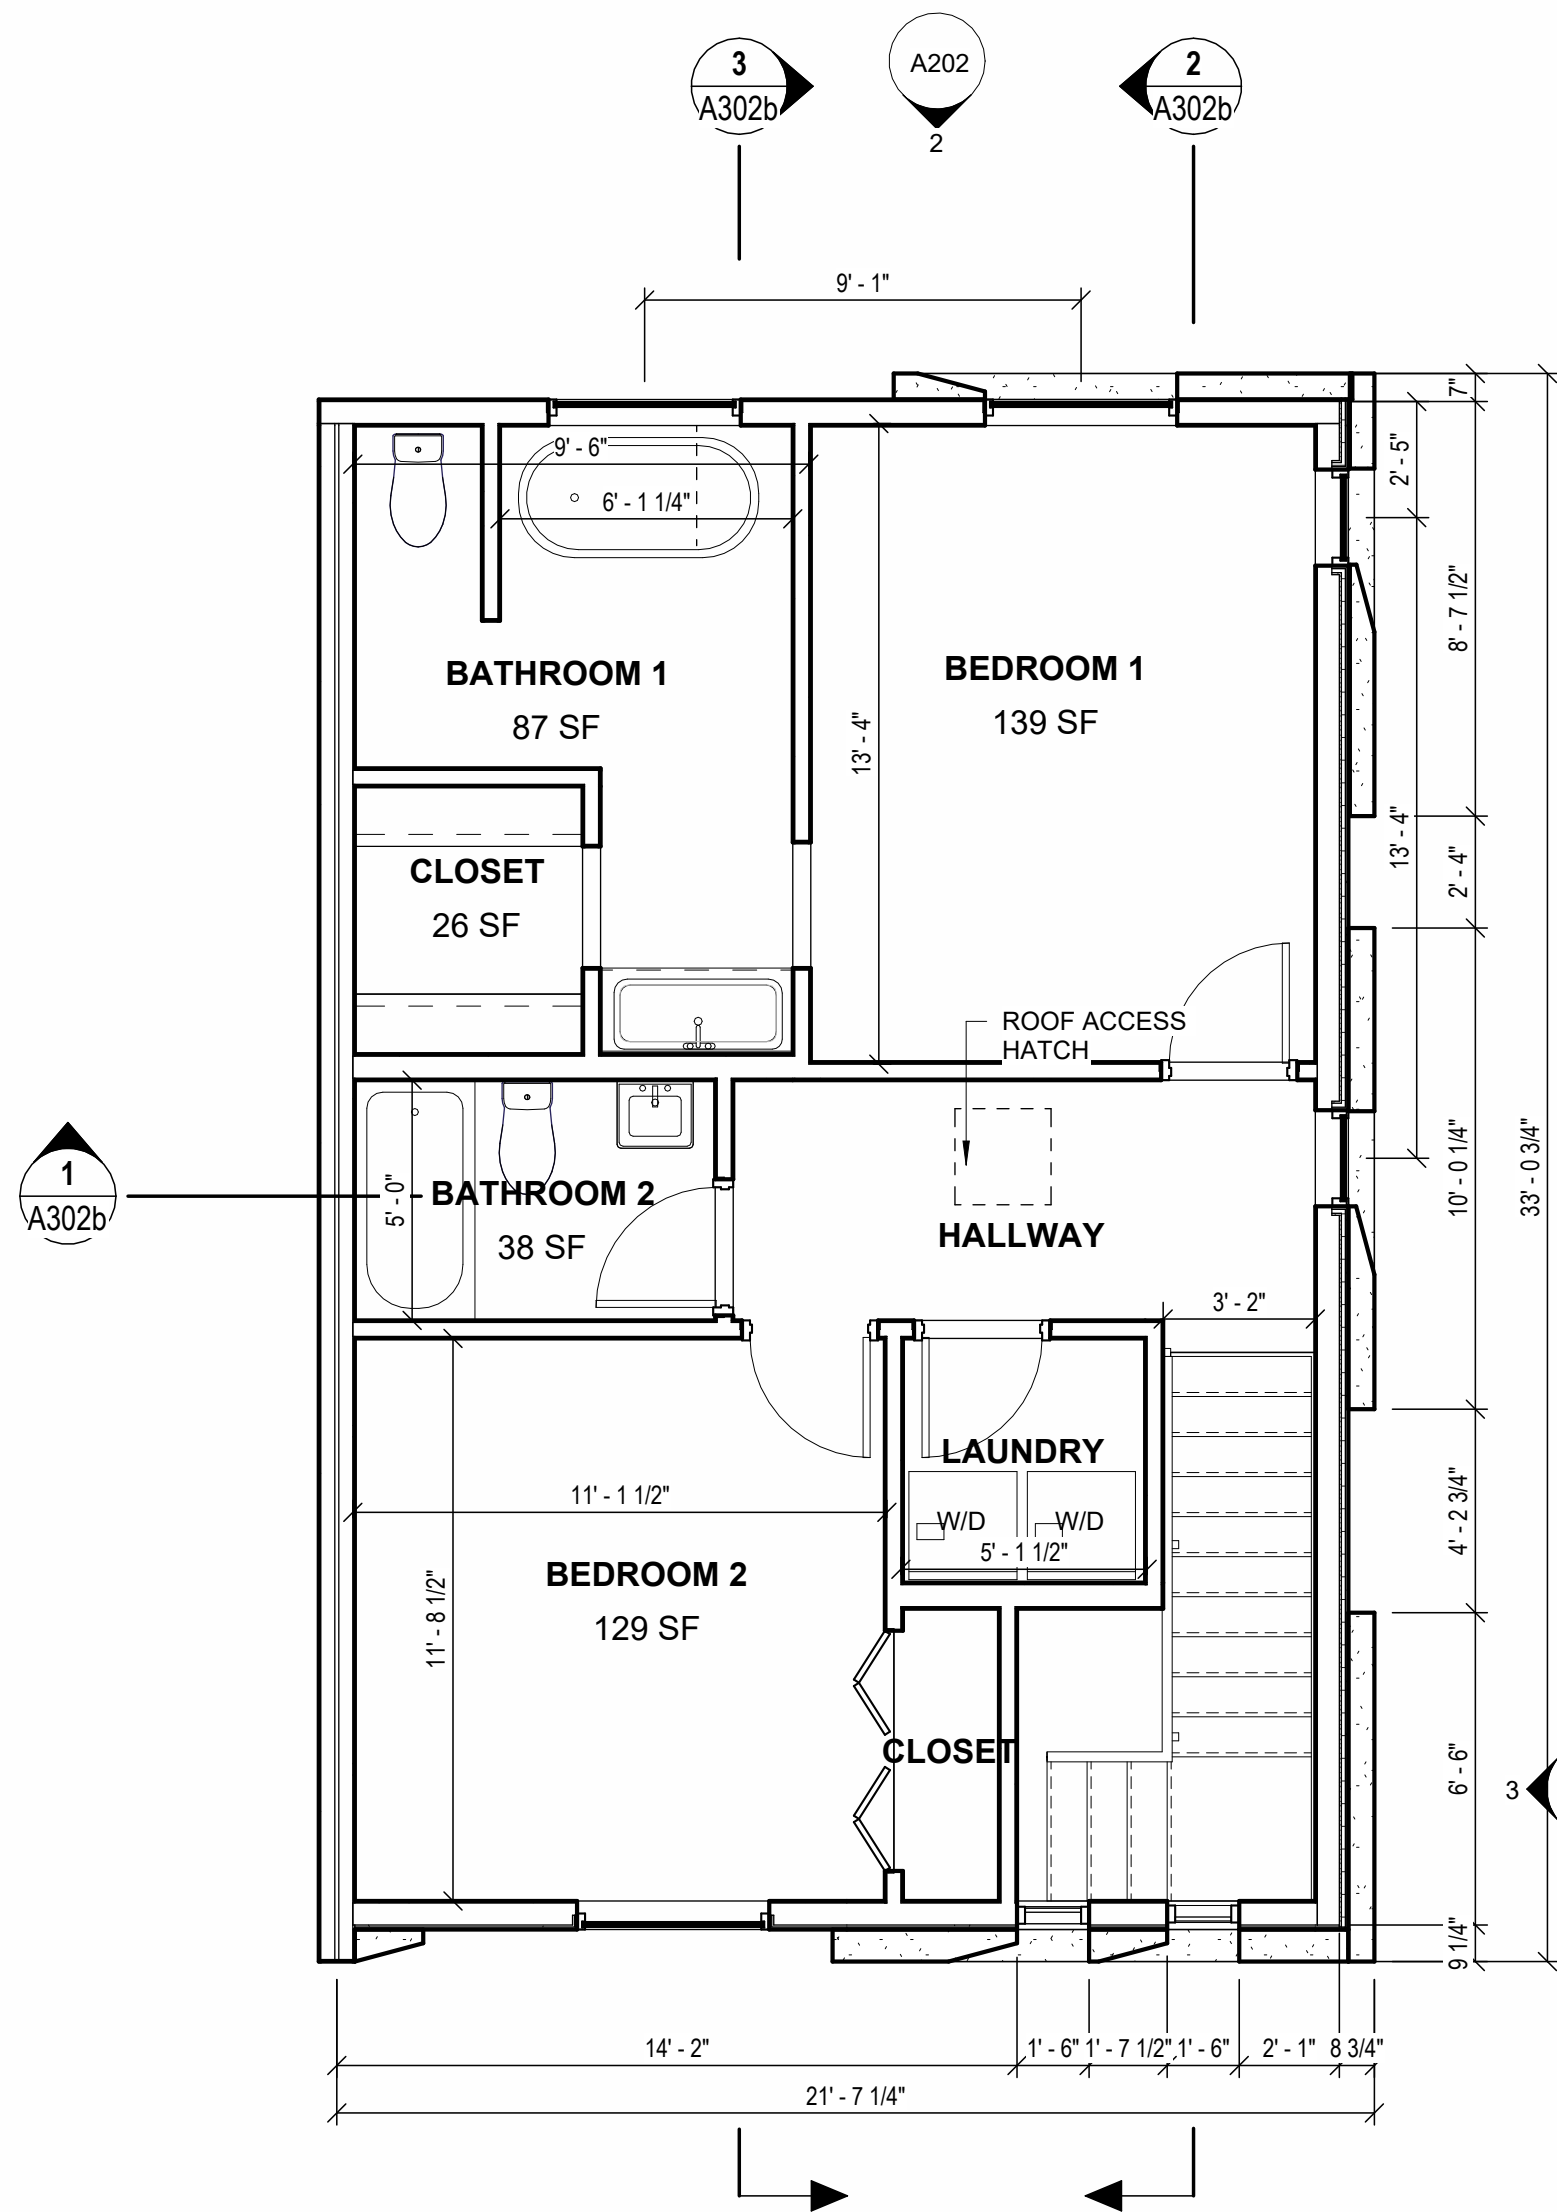 3
A302b
A202
2
2
A302b
9' - 1"
7"
2' - 5"
9' - 6"
6' - 1 1/4"
8' - 7 1/2"
BATHROOM 1
87 SF
BEDROOM 1
139 SF
13' - 4"
13' - 4"
2' - 4"
CLOSET
26 SF
ROOF ACCESS
HATCH
1
A302b
5' - 0"
BATHROOM 2
38 SF
HALLWAY
10' - 0 1/4"
33' - 0 3/4"
3' - 2"
LAUNDRY
W/D
W/D
5' - 1 1/2"
11' - 1 1/2"
4' - 2 3/4"
BEDROOM 2
129 SF
11' - 8 1/2"
CLOSET
6' - 6"
3
9 1/4"
14' - 2"
1' - 6"
1' - 7 1/2"
1' - 6"
2' - 1"
8 3/4"
21' - 7 1/4"